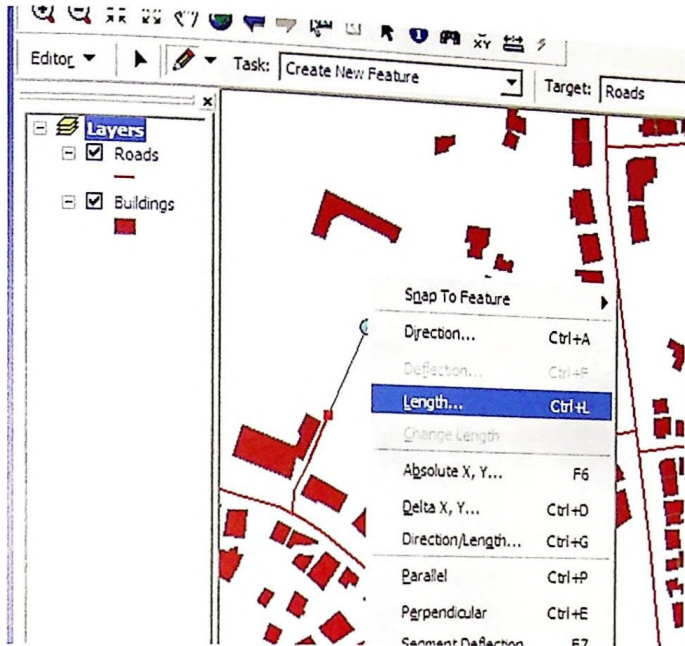 XY
Editor
Task: Create New Feature
Target: Roads
Layers
Roads
Buildings
Snap To Feature
Direction... Ctrl+A
Deflection... Ctrl+F
Length... Ctrl+L
Change Length
Absolute X, Y... F6
Delta X, Y... Ctrl+D
Direction/Length... Ctrl+G
Parallel Ctrl+P
Perpendicular Ctrl+E
Segment Deflection F7